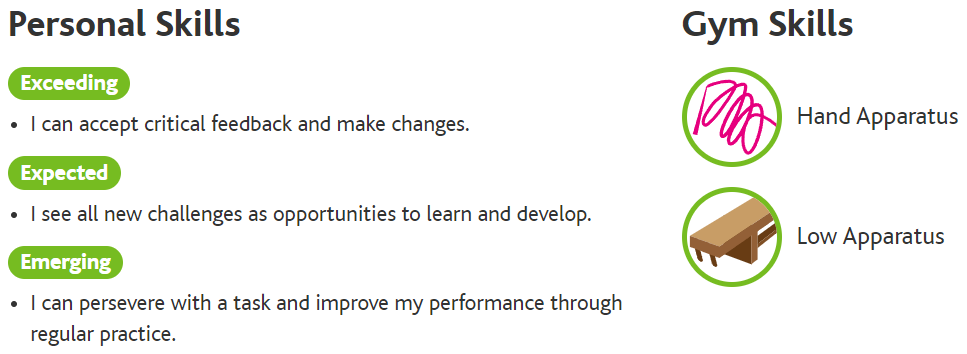 Personal Skills
Exceeding
• I can accept critical feedback and make changes.
Expected
• I see all new challenges as opportunities to learn and develop.
Emerging
• I can persevere with a task and improve my performance through
regular practice.
Gym Skills
Hand Apparatus
Low Apparatus